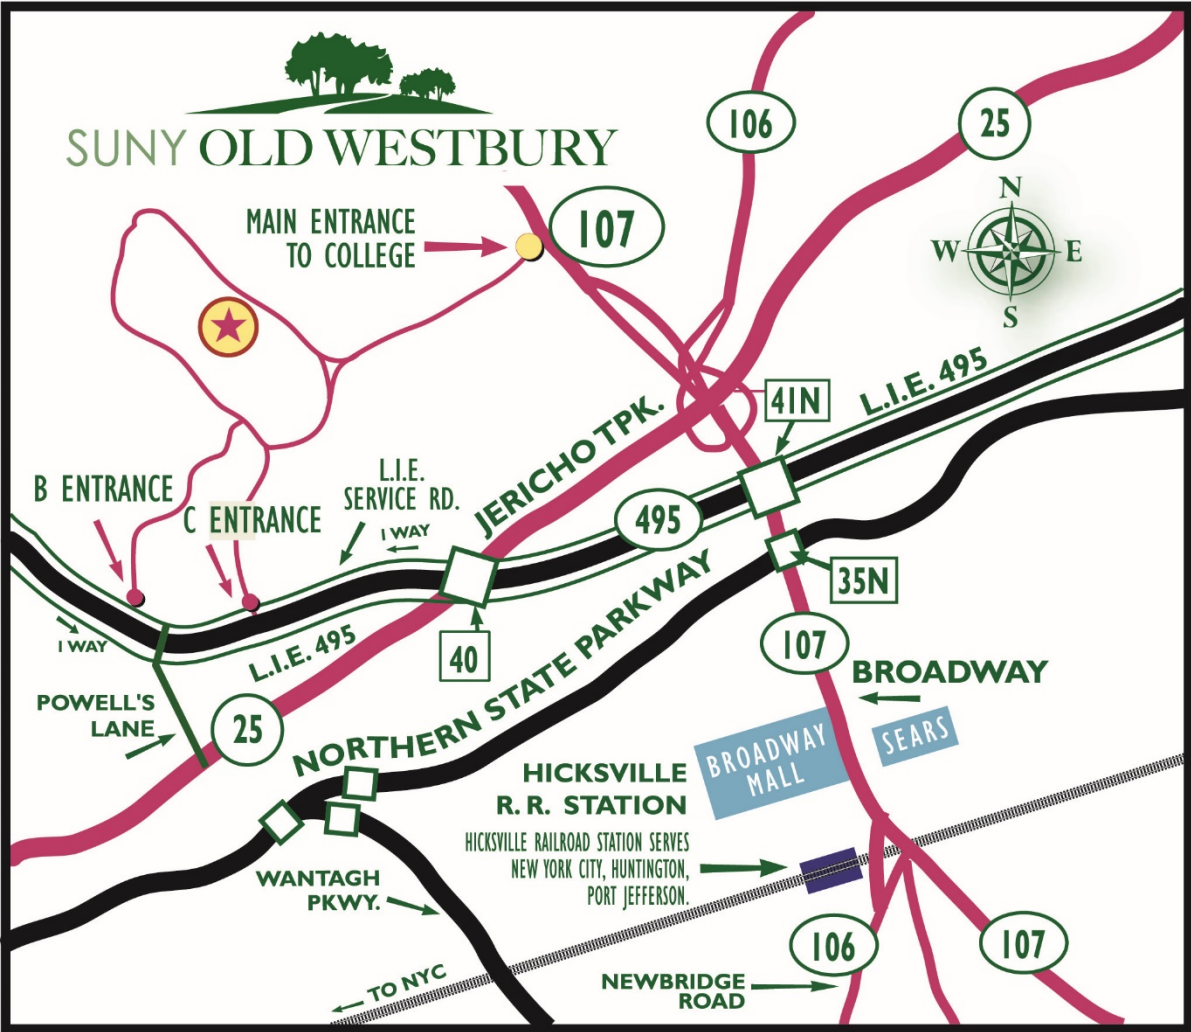 SUNY OLD WESTBURY
106
25
MAIN ENTRANCE
TO COLLEGE
107
N
W
E
S
41N
L.I.E. 495
JERICHO TPK.
L.I.E.
SERVICE RD.
B ENTRANCE
C ENTRANCE
1 WAY
495
35N
1 WAY
L.I.E. 495
40
107
BROADWAY
POWELL'S
LANE
25
NORTHERN STATE PARKWAY
BROADWAY
MALL
SEARS
HICKSVILLE
R.R. STATION
HICKSVILLE RAILROAD STATION SERVES
NEW YORK CITY, HUNTINGTON,
PORT JEFFERSON.
WANTAGH
PKWY.
106
107
NEWBRIDGE
ROAD
TO NYC